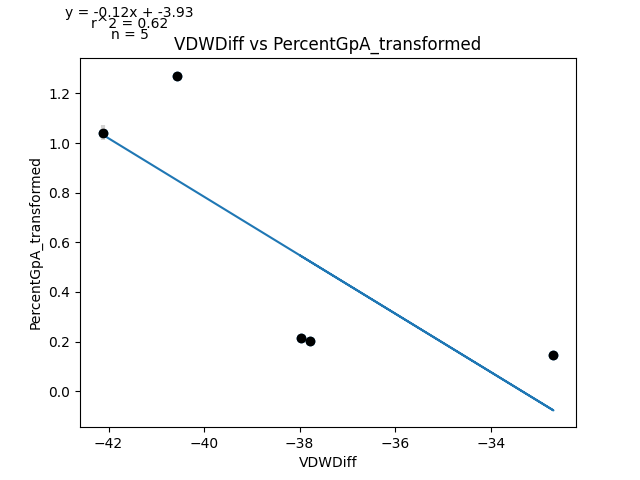 y = -0.12x + -3.93
r^2 = 0.62
n = 5
VDWDiff vs PercentGpA_transformed
PercentGpA_transformed
1.2
1.0
0.8
0.6
0.4
0.2
0.0
−42 −40 −38 −36 −34
VDWDiff